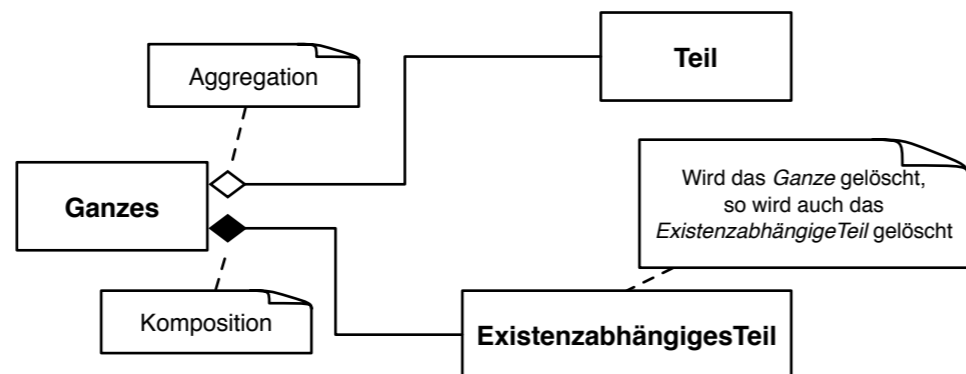 Aggregation
Teil
Ganzes
Wird das Ganze gelöscht,
so wird auch das
ExistenzabhängigeTeil gelöscht
Komposition
ExistenzabhängigesTeil